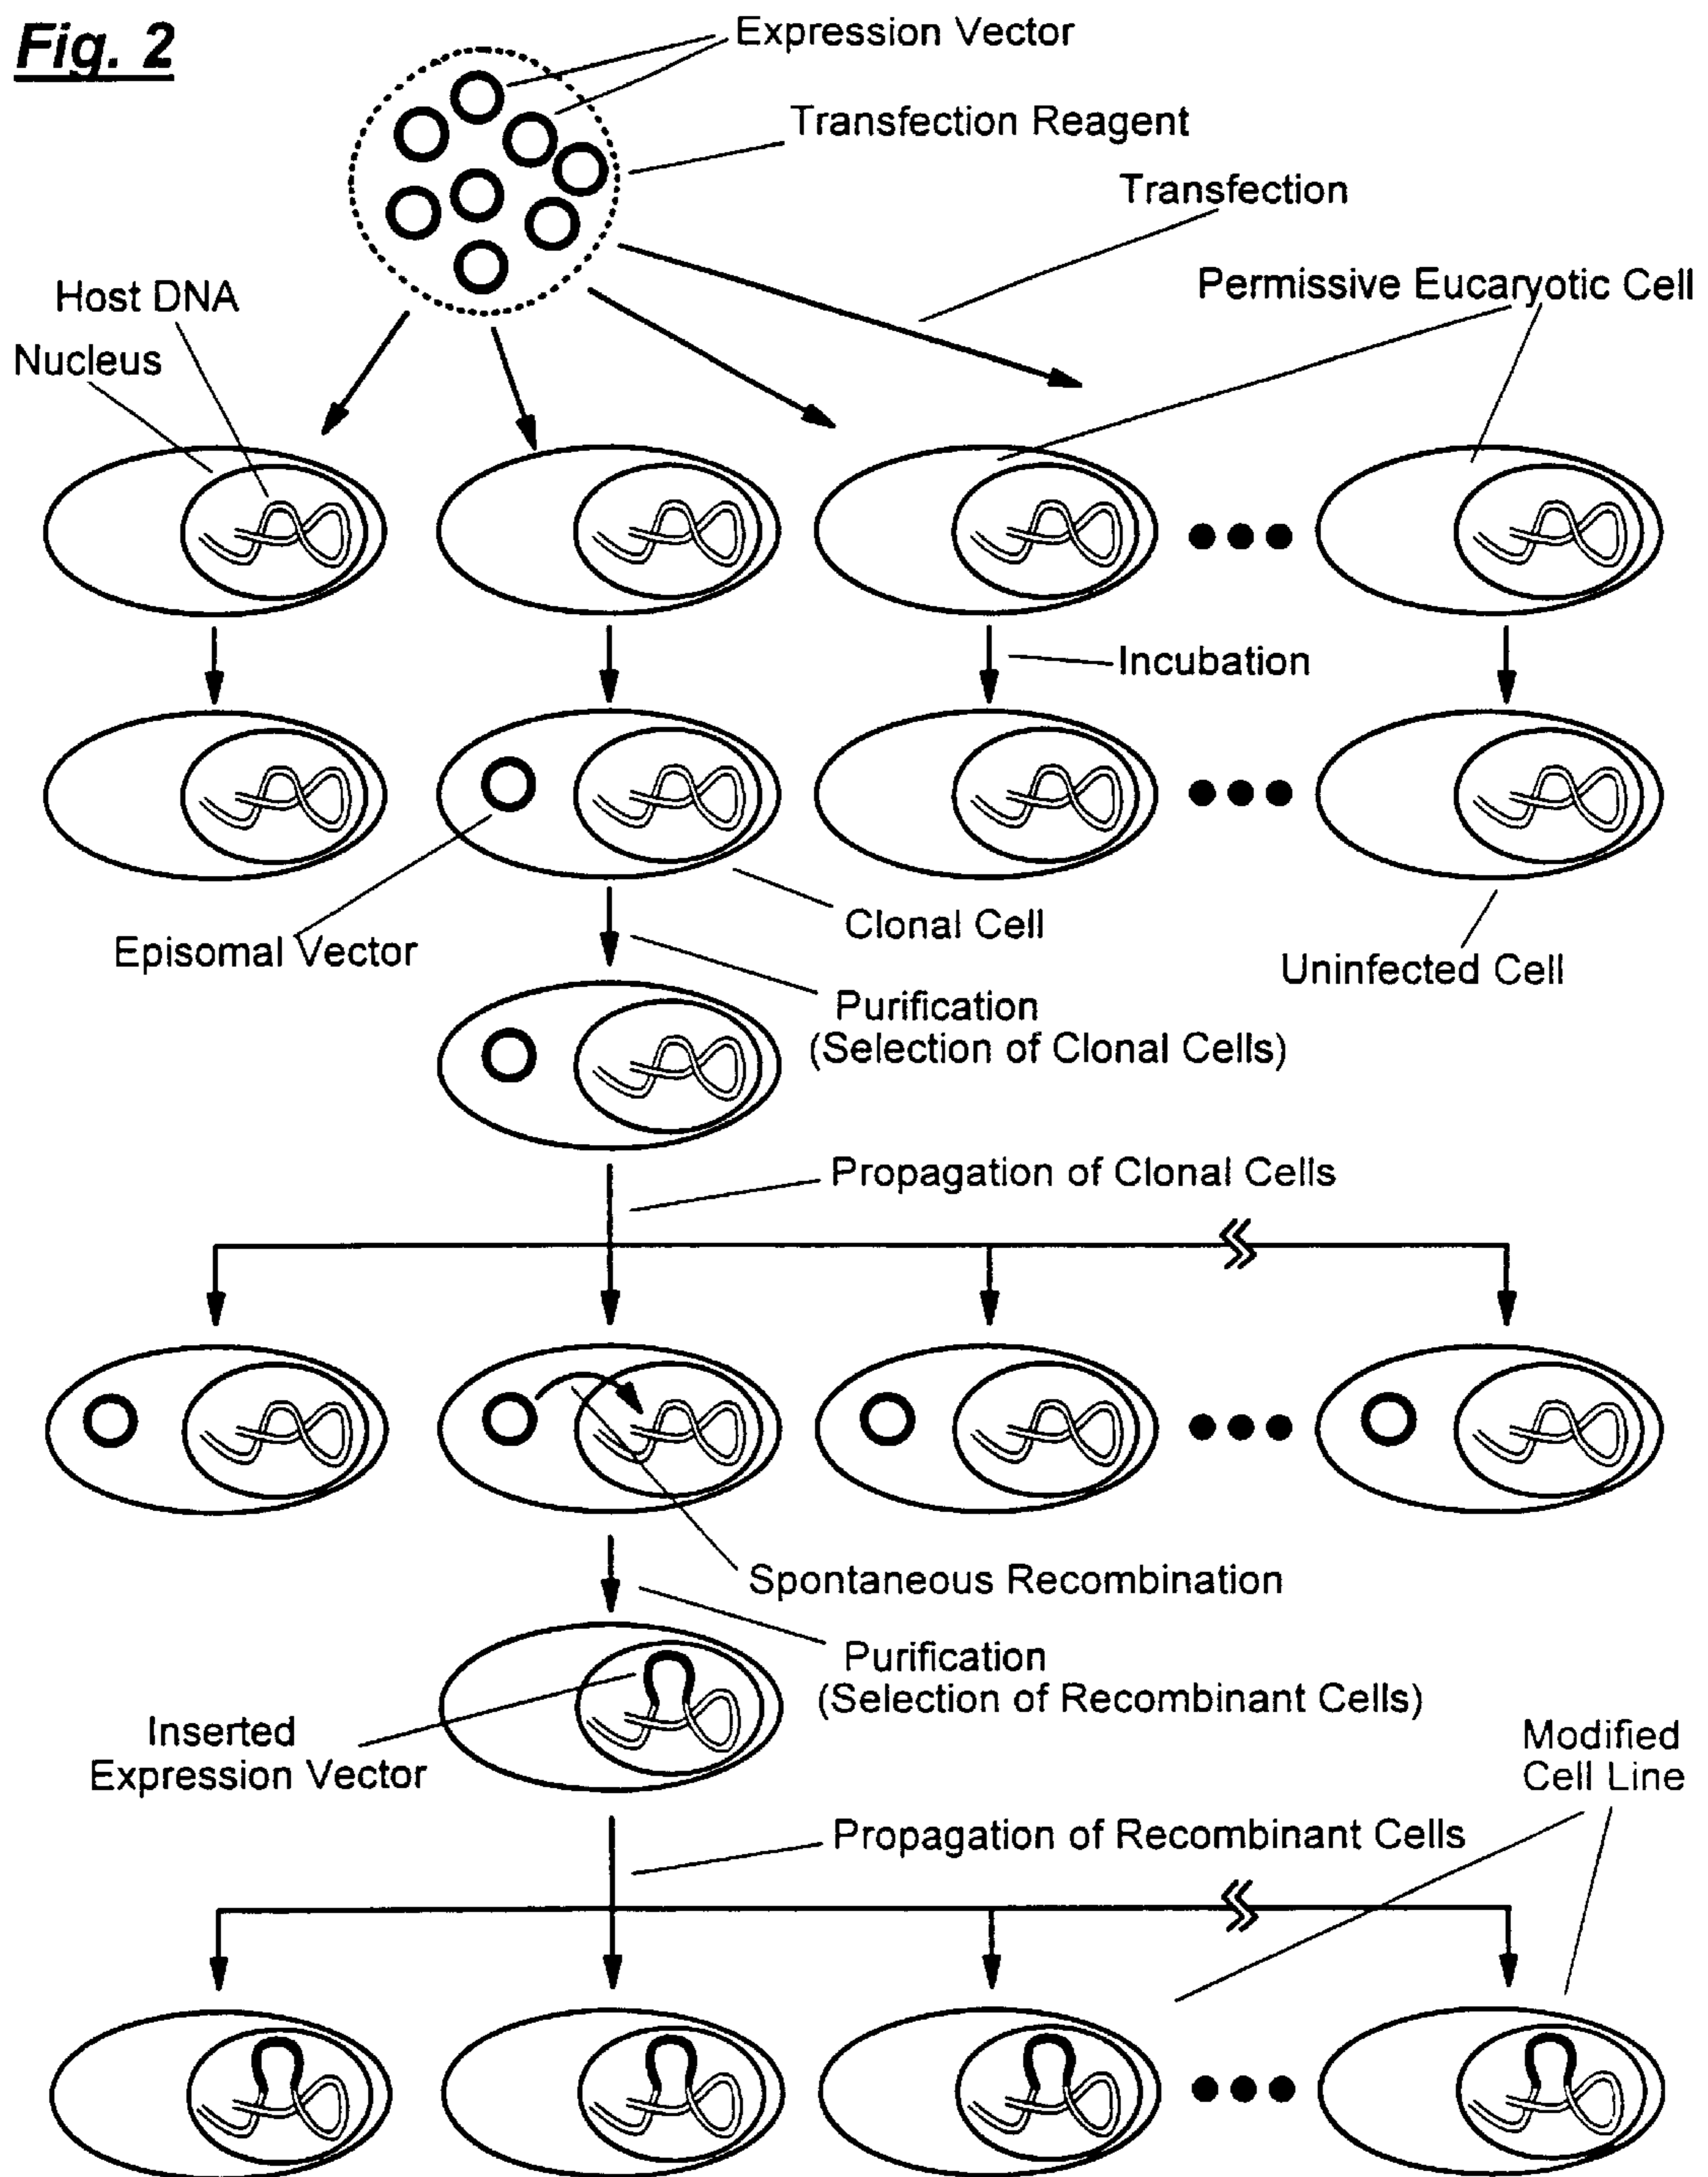 Fig. 2
Expression Vector
Transfection Reagent
Transfection
Permissive Eucaryotic Cell
Host DNA
Nucleus
Incubation
Clonal Cell
Episomal Vector
Uninfected Cell
Purification
(Selection of Clonal Cells)
Propagation of Clonal Cells
Spontaneous Recombination
Purification
(Selection of Recombinant Cells)
Inserted
Expression Vector
Modified
Cell Line
Propagation of Recombinant Cells